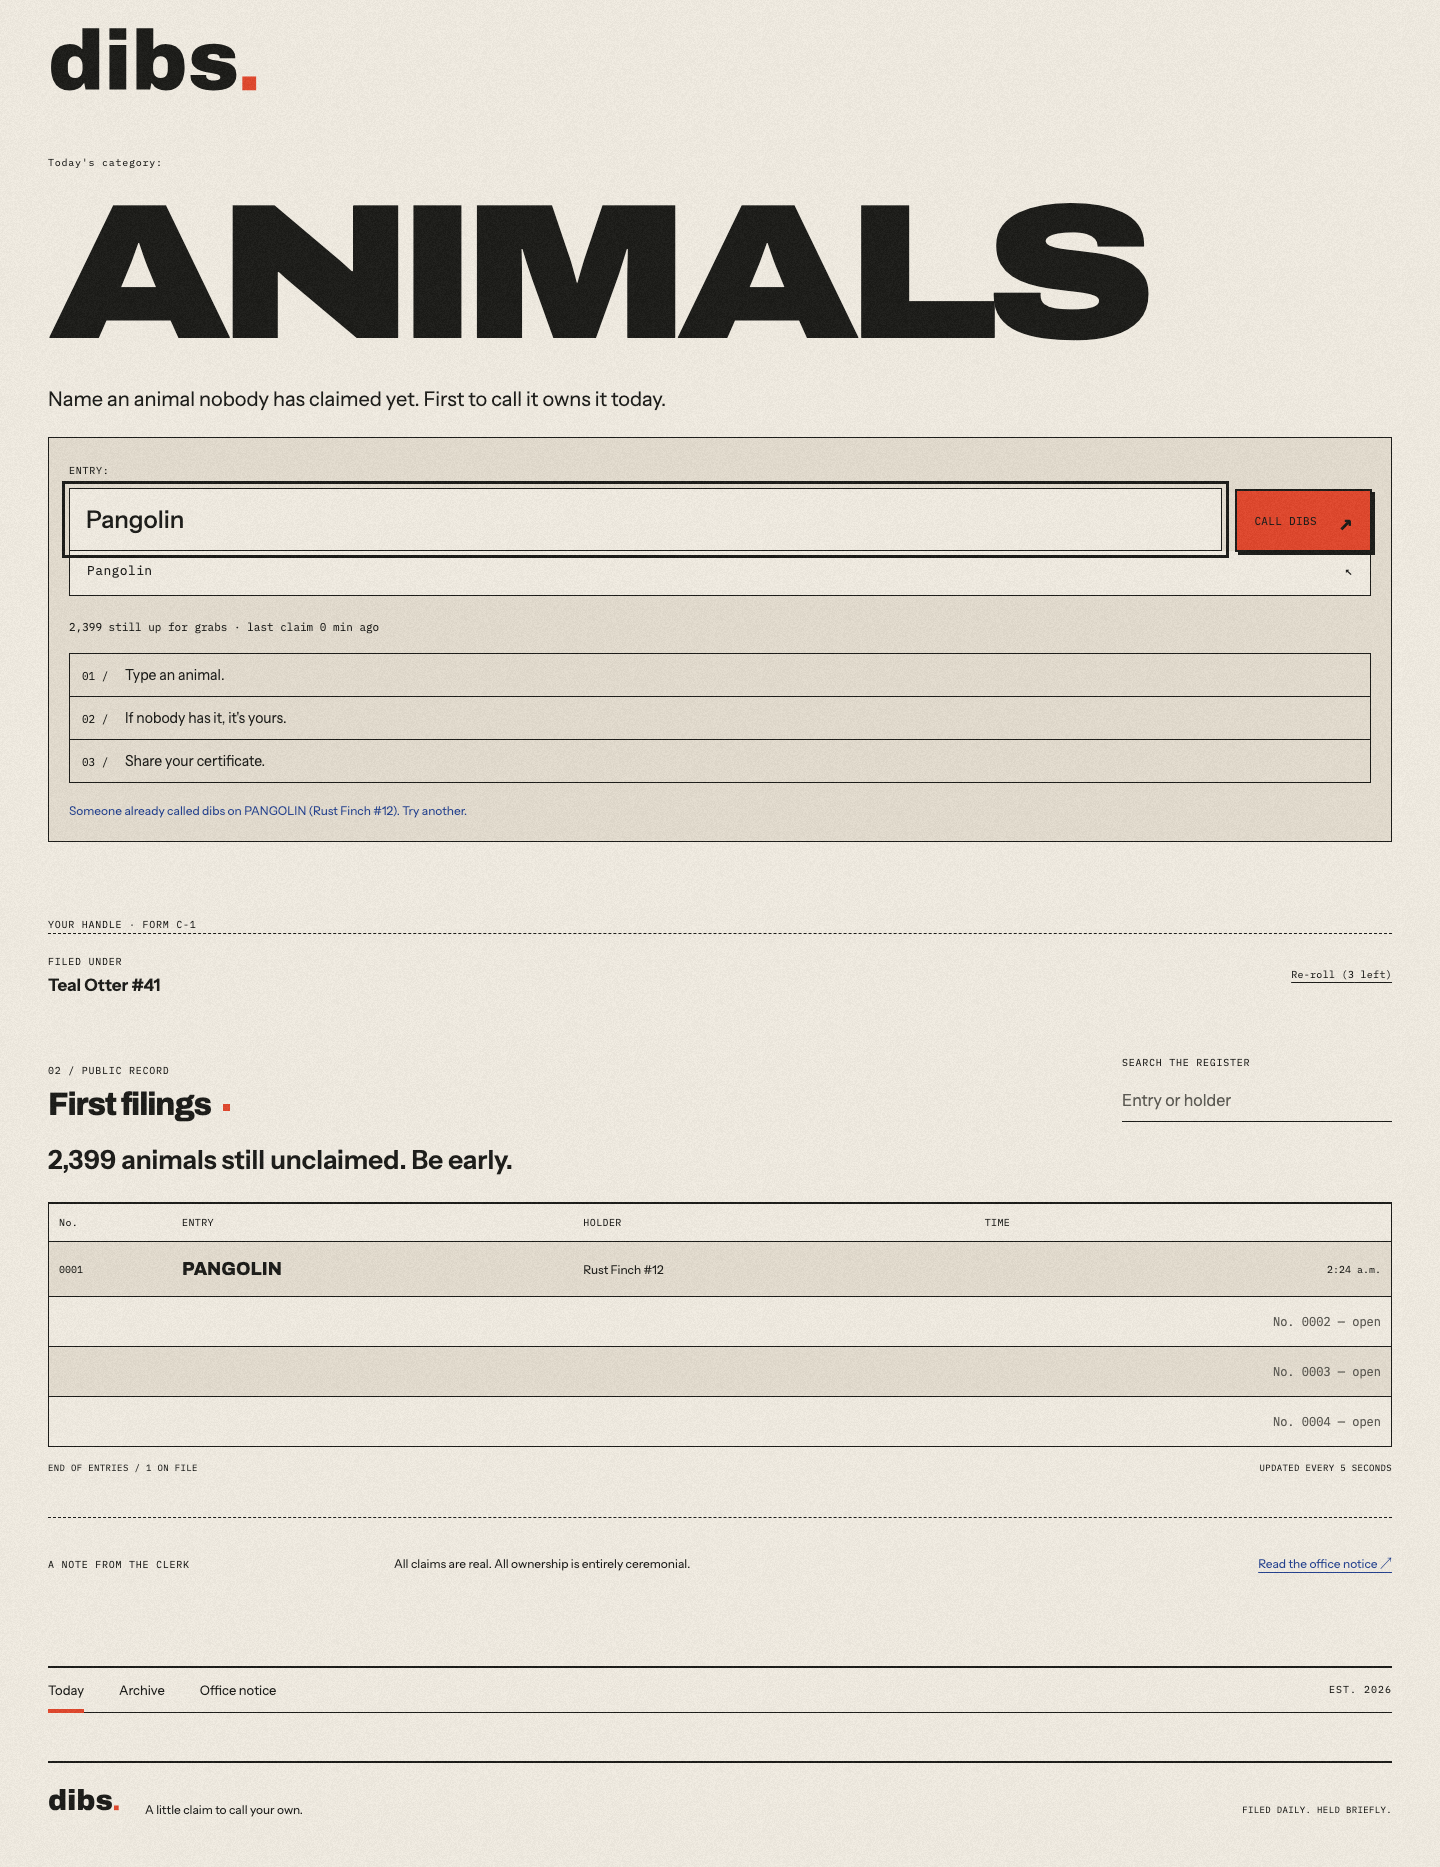 dibs.
Today's category:
ANIMALS
Name an animal nobody has claimed yet. First to call it owns it today.
ENTRY:
Pangolin
CALL DIBS ↗
Pangolin ↖
2,399 still up for grabs · last claim 0 min ago
01 / Type an animal.
02 / If nobody has it, it's yours.
03 / Share your certificate.
Someone already called dibs on PANGOLIN (Rust Finch #12). Try another.
YOUR HANDLE · FORM C-1
FILED UNDER
Teal Otter #41
Re-roll (3 left)
02 / PUBLIC RECORD
First filings
SEARCH THE REGISTER
Entry or holder
2,399 animals still unclaimed. Be early.
No. ENTRY HOLDER TIME
0001 PANGOLIN Rust Finch #12 2:24 a.m.
No. 0002 — open
No. 0003 — open
No. 0004 — open
END OF ENTRIES / 1 ON FILE UPDATED EVERY 5 SECONDS
A NOTE FROM THE CLERK All claims are real. All ownership is entirely ceremonial. Read the office notice ↗
Today Archive Office notice EST. 2026
dibs. A little claim to call your own. FILED DAILY. HELD BRIEFLY.